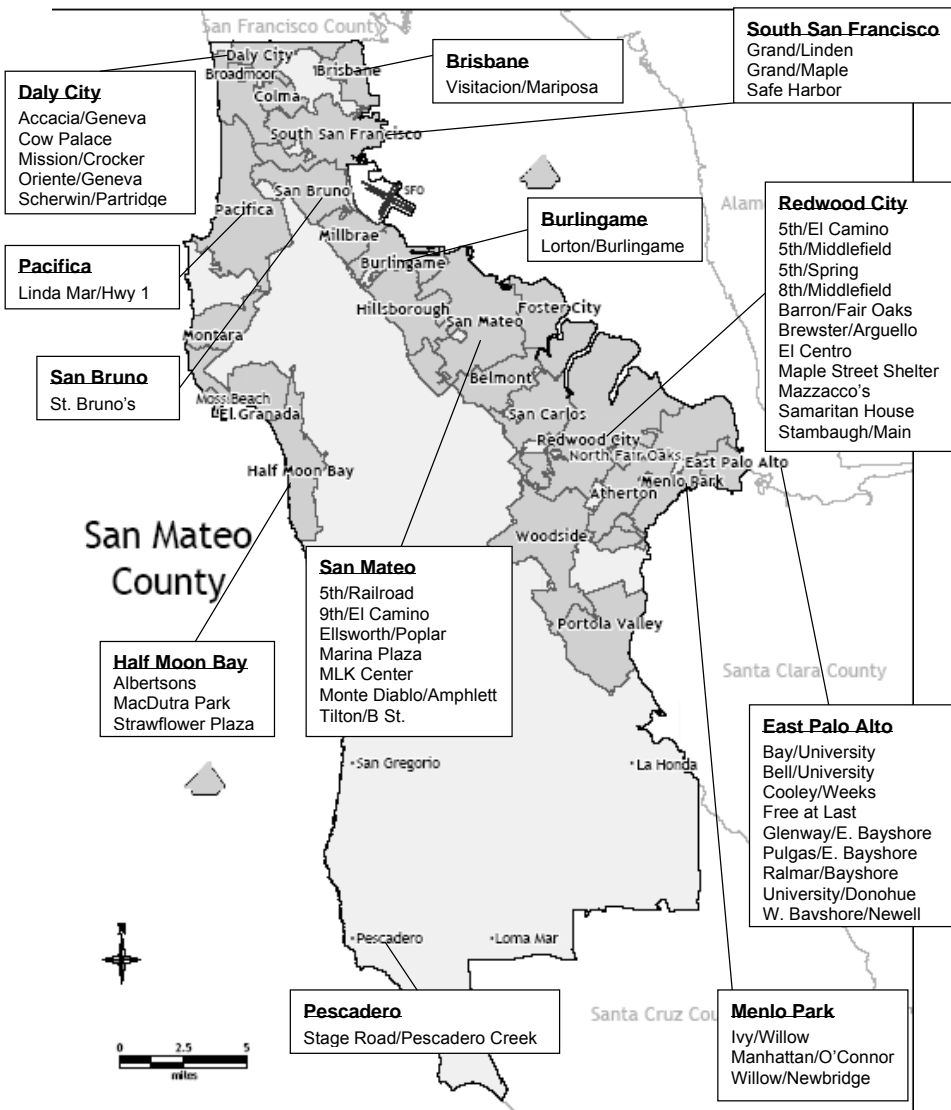 San Francisco County
South San Francisco
Grand/Linden
Grand/Maple
Safe Harbor
Daly City
Accacia/Geneva
Cow Palace
Mission/Crocker
Oriente/Geneva
Scherwin/Partridge
Brisbane
Visitacion/Mariposa
Daly City
Broadmoor
Brisbane
Colma
South San Francisco
San Bruno
SFO
Pacifica
Millbrae
Burlingame
Hillsborough
San Mateo
Foster City
Montara
Belmont
Moss Beach
El Granada
San Carlos
Redwood City
North Fair Oaks
East Palo Alto
Menlo Park
Half Moon Bay
Atherton
Woodside
Portola Valley
Alam
Redwood City
5th/El Camino
5th/Middlefield
5th/Spring
8th/Middlefield
Barron/Fair Oaks
Brewster/Arguello
El Centro
Maple Street Shelter
Mazzacco's
Samaritan House
Stambaugh/Main
Burlingame
Lorton/Burlingame
Pacifica
Linda Mar/Hwy 1
San Bruno
St. Bruno's
San Mateo
County
San Mateo
5th/Railroad
9th/El Camino
Ellsworth/Poplar
Marina Plaza
MLK Center
Monte Diablo/Amphlett
Tilton/B St.
Half Moon Bay
Albertsons
MacDutra Park
Strawflower Plaza
Santa Clara County
East Palo Alto
Bay/University
Bell/University
Cooley/Weeks
Free at Last
Glenway/E. Bayshore
Pulgas/E. Bayshore
Ralmar/Bayshore
University/Donohue
W. Bayshore/Newell
San Gregorio
La Honda
Pescadero
Loma Mar
N
Pescadero
Stage Road/Pescadero Creek
Santa Cruz Cou
Menlo Park
Ivy/Willow
Manhattan/O'Connor
Willow/Newbridge
0 2.5 5
miles